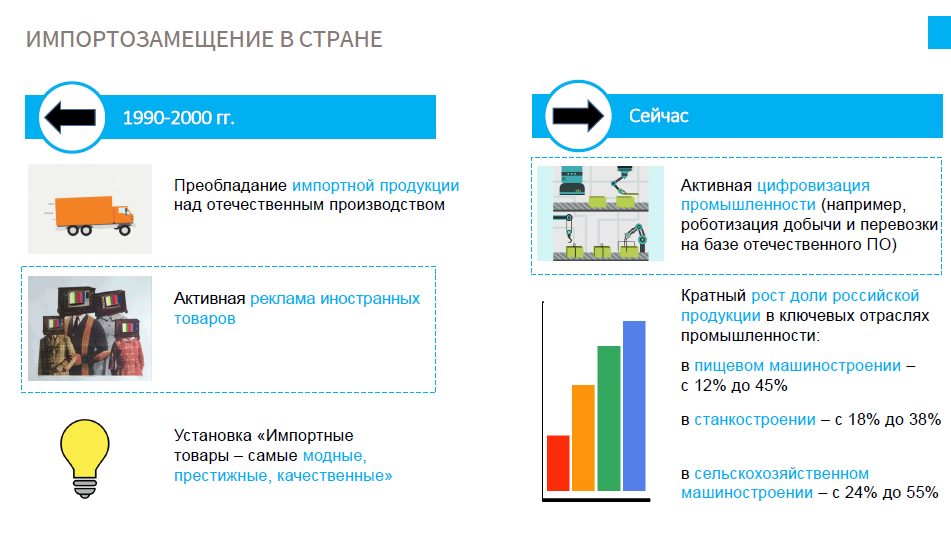 ИМПОРТОЗАМЕЩЕНИЕ В СТРАНЕ
1990-2000 гг.
Преобладание импортной продукции
над отечественным производством
Активная реклама иностранных
товаров
Установка «Импортные
товары – самые модные,
престижные, качественные»
Сейчас
Активная цифровизация
промышленности (например,
роботизация добычи и перевозки
на базе отечественного ПО)
Кратный рост доли российской
продукции в ключевых отраслях
промышленности:
в пищевом машиностроении –
с 12% до 45%
в станкостроении – с 18% до 38%
в сельскохозяйственном
машиностроении – с 24% до 55%